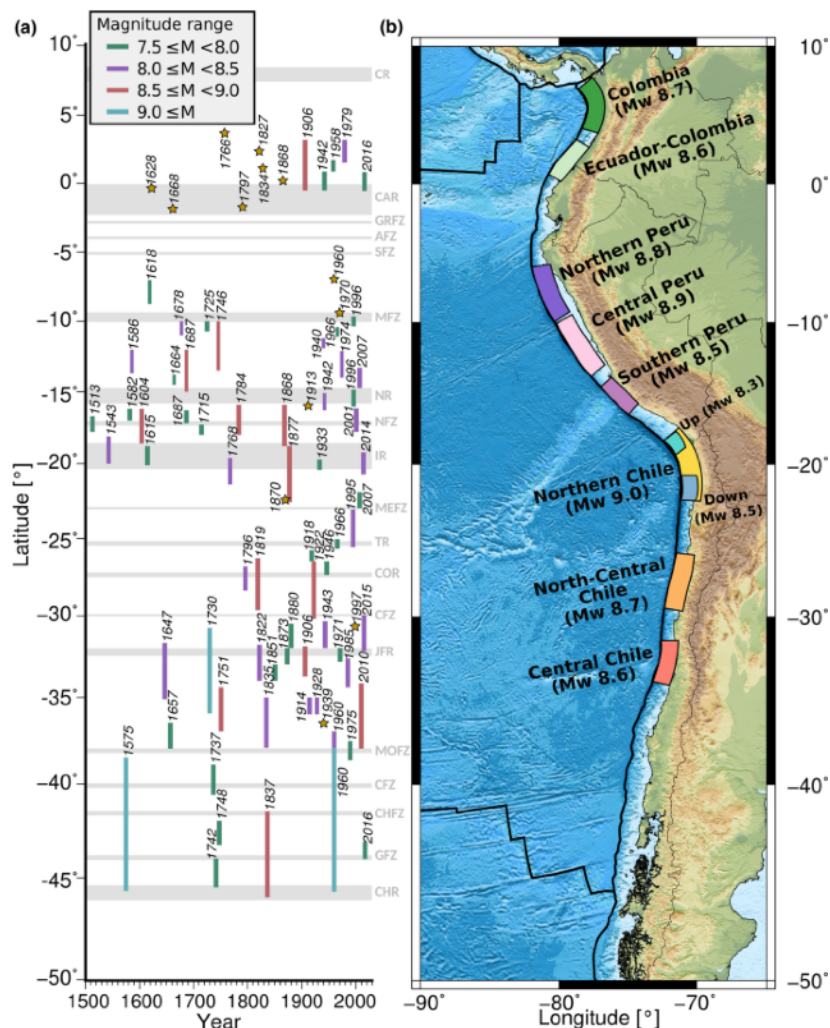 (a)
Magnitude range
7.5 ≤M <8.0
8.0 ≤M <8.5
8.5 ≤M <9.0
9.0 ≤M
10°
5°
0°
−5°
−10°
−15°
−20°
−25°
−30°
−35°
−40°
−45°
−50°
Latitude [°]
CR
CAR
GRFZ
AFZ
SFZ
MFZ
NR
NFZ
IR
MEFZ
TR
COR
CFZ
JFR
MOFZ
CFZ
CHFZ
GFZ
CHR
1628
1668
1766
1797
1827
1834
1868
1906
1942
1958
1979
2016
1618
1960
1970
1996
1586
1678
1687
1725
1746
1664
1940
1966
1974
2007
1513
1543
1582
1604
1615
1687
1715
1784
1768
1868
1877
1913
1942
1996
2001
1933
2014
1870
1995
2007
1796
1819
1918
1922
1946
1966
1647
1657
1730
1751
1822
1835
1851
1873
1880
1906
1943
1971
1985
1997
2015
2010
1914
1928
1939
1960
1975
1575
1737
1748
1742
1837
1960
2016
1500 1600 1700 1800 1900 2000
Year
(b)
10°
0°
−10°
−20°
−30°
−40°
−50°
Colombia
(Mw 8.7)
Ecuador-Colombia
(Mw 8.6)
Northern Peru
(Mw 8.8)
Central Peru
(Mw 8.9)
Southern Peru
(Mw 8.5)
Up (Mw 8.3)
Northern Chile
(Mw 9.0)
Down
(Mw 8.5)
North-Central
Chile
(Mw 8.7)
Central Chile
(Mw 8.6)
−90° −80° −70°
Longitude [°]